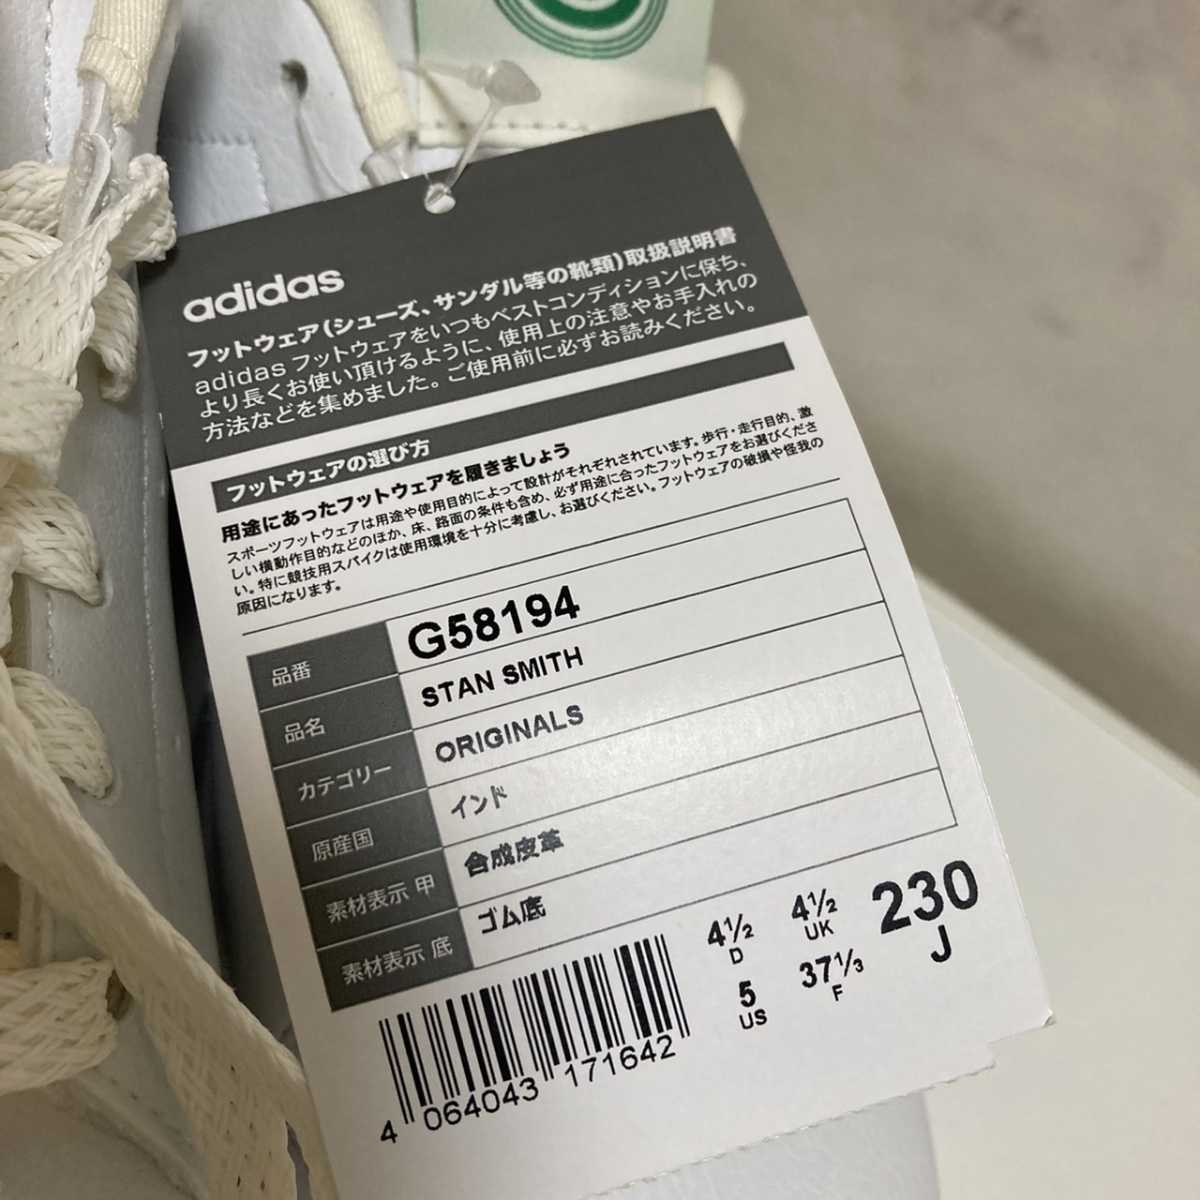 adidas
フットウェア(シューズ、サンダル等の靴類)取扱説明書
adidas フットウェアをいつもベストコンディションに保ち、
より長くお使い頂けるように、使用上の注意やお手入れの
方法などを集めました。ご使用前に必ずお読みください。
フットウェアの選び方
用途にあったフットウェアを履きましょう
スポーツフットウェアは用途や使用目的によって設計がそれぞれされています。歩行・走行目的、激
しい横動作目的などのほか、床、路面の条件も含め、必ず用途に合ったフットウェアをお選びくださ
い。特に競技用スパイクは使用環境を十分に考慮し、お選びください。フットウェアの破損や怪我の
原因になります。
品番 G58194
品名 STAN SMITH
カテゴリー ORIGINALS
原産国 インド
素材表示 甲 合成皮革
素材表示 底 ゴム底
4½ D
4½ UK
230 J
5 US
37⅓ F
4 064043 171642